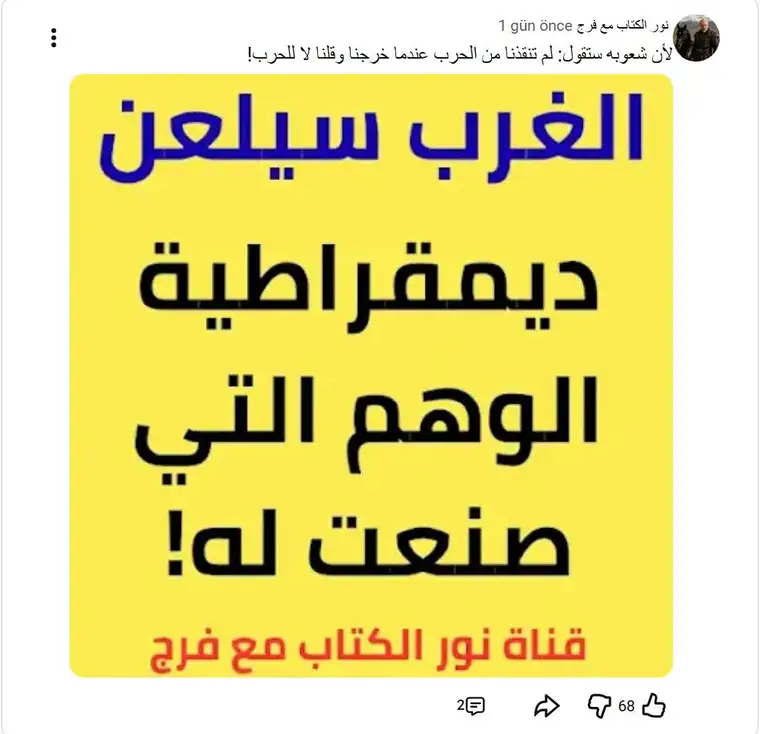 نور الكتاب مع فرج 1 gün önce
لأن شعوبه ستقول: لم تنقذنا من الحرب عندما خرجنا وقلنا لا للحرب!
الغرب سيلعن
ديمقراطية
الوهم التي
صنعت له!
قناة نور الكتاب مع فرج
68 2